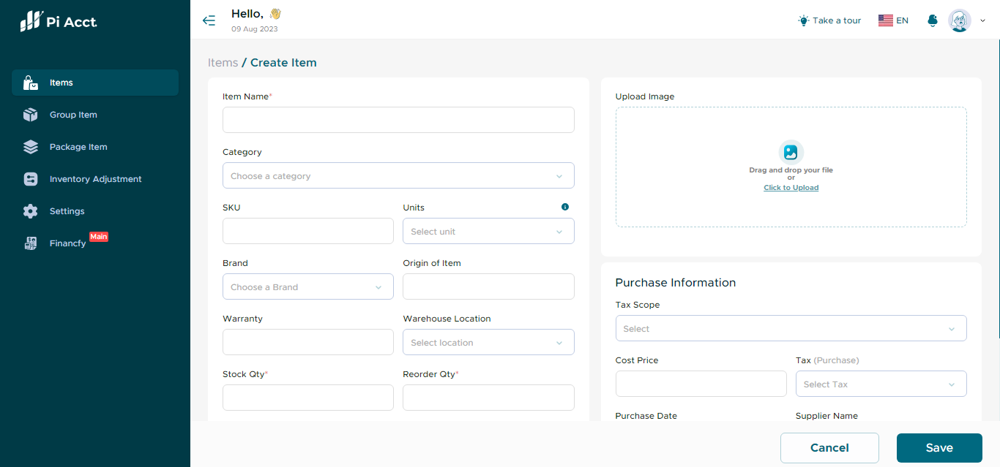 Pi Acct.
Items
Group Item
Package Item
Inventory Adjustment
Settings
Financfy Main
Hello, 👋
09 Aug 2023
Take a tour
EN
Items / Create Item
Item Name*
Category
Choose a category
SKU
Units
Select unit
Brand
Choose a Brand
Origin of Item
Warranty
Warehouse Location
Select location
Stock Qty*
Reorder Qty*
Upload Image
Drag and drop your file
or
Click to Upload
Purchase Information
Tax Scope
Select
Cost Price
Tax (Purchase)
Select Tax
Purchase Date
Supplier Name
Cancel
Save